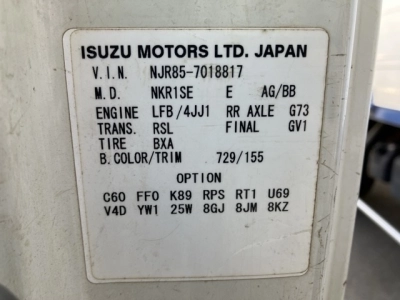 ISUZU MOTORS LTD. JAPAN
V.I.N. NJR85-7018817
M.D. NKR1SE E AG/BB
ENGINE LFB/4JJ1 RR AXLE G73
TRANS. RSL FINAL GV1
TIRE BXA
B.COLOR/TRIM 729/155
OPTION
C60 FF0 K89 RPS RT1 U69
V4D YW1 25W 8GJ 8JM 8KZ